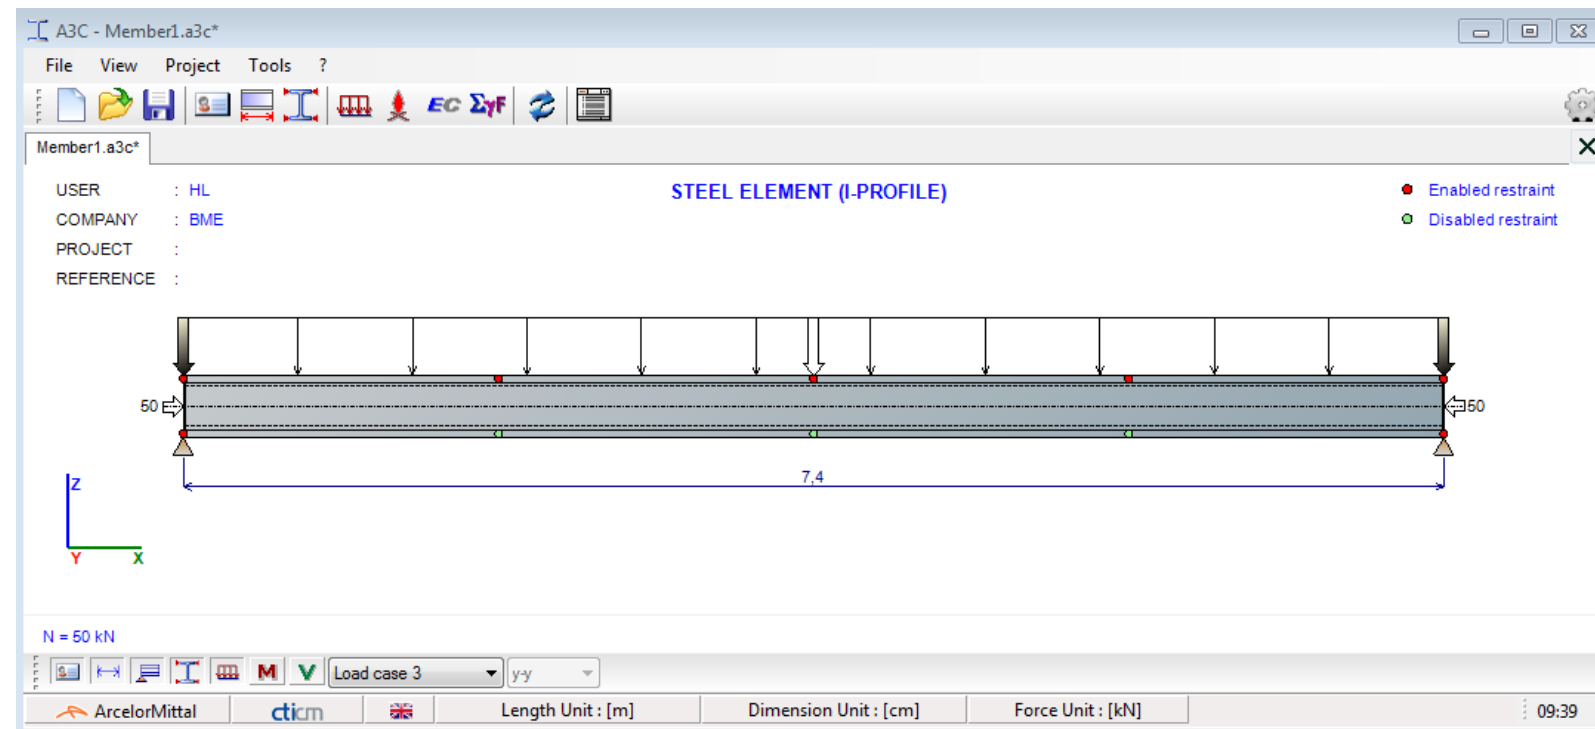 A3C - Member1.a3c*
File View Project Tools ?
EC ΣγF
Member1.a3c*
USER : HL
STEEL ELEMENT (I-PROFILE)
Enabled restraint
COMPANY : BME
Disabled restraint
PROJECT :
REFERENCE :
50
50
7,4
Z
Y X
N = 50 kN
M V Load case 3 y-y
ArcelorMittal cticm Length Unit : [m] Dimension Unit : [cm] Force Unit : [kN] 09:39